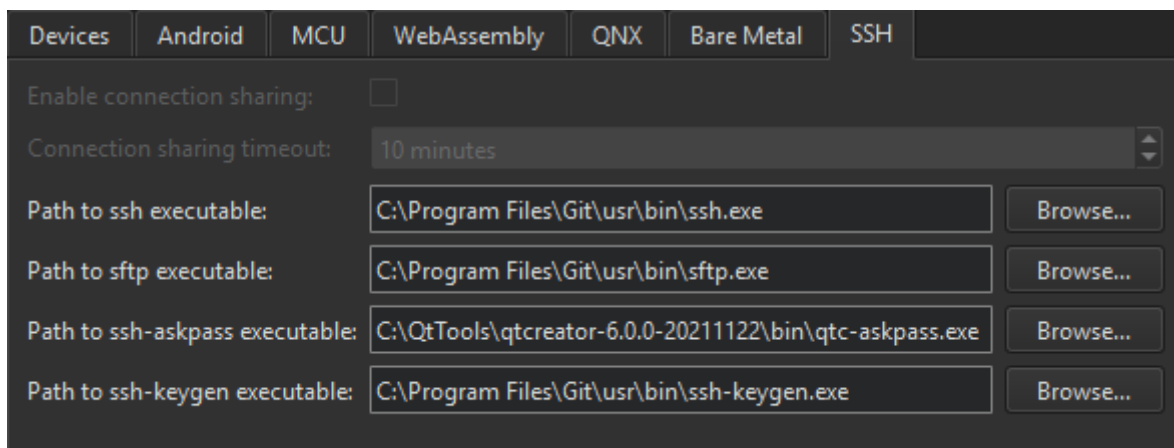 Devices Android MCU WebAssembly QNX Bare Metal SSH
Enable connection sharing:
Connection sharing timeout: 10 minutes
Path to ssh executable: C:\Program Files\Git\usr\bin\ssh.exe Browse...
Path to sftp executable: C:\Program Files\Git\usr\bin\sftp.exe Browse...
Path to ssh-askpass executable: C:\QtTools\qtcreator-6.0.0-20211122\bin\qtc-askpass.exe Browse...
Path to ssh-keygen executable: C:\Program Files\Git\usr\bin\ssh-keygen.exe Browse...